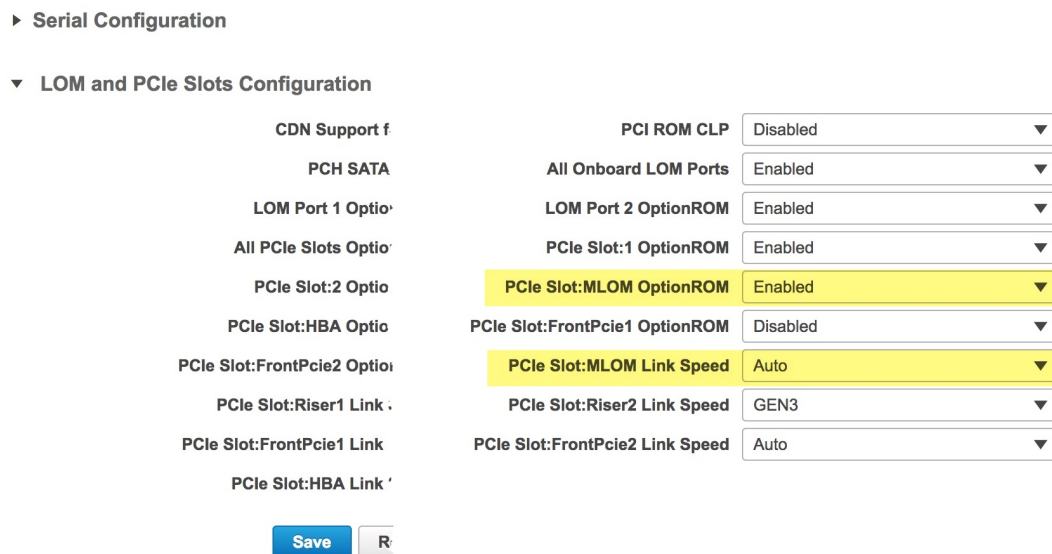 Serial Configuration
LOM and PCIe Slots Configuration
CDN Support f PCI ROM CLP Disabled
PCH SATA All Onboard LOM Ports Enabled
LOM Port 1 Optio LOM Port 2 OptionROM Enabled
All PCIe Slots Optio PCIe Slot:1 OptionROM Enabled
PCIe Slot:2 Optio PCIe Slot:MLOM OptionROM Enabled
PCIe Slot:HBA Optio PCIe Slot:FrontPcie1 OptionROM Disabled
PCIe Slot:FrontPcie2 Option PCIe Slot:MLOM Link Speed Auto
PCIe Slot:Riser1 Link PCIe Slot:Riser2 Link Speed GEN3
PCIe Slot:FrontPcie1 Link PCIe Slot:FrontPcie2 Link Speed Auto
PCIe Slot:HBA Link
Save R